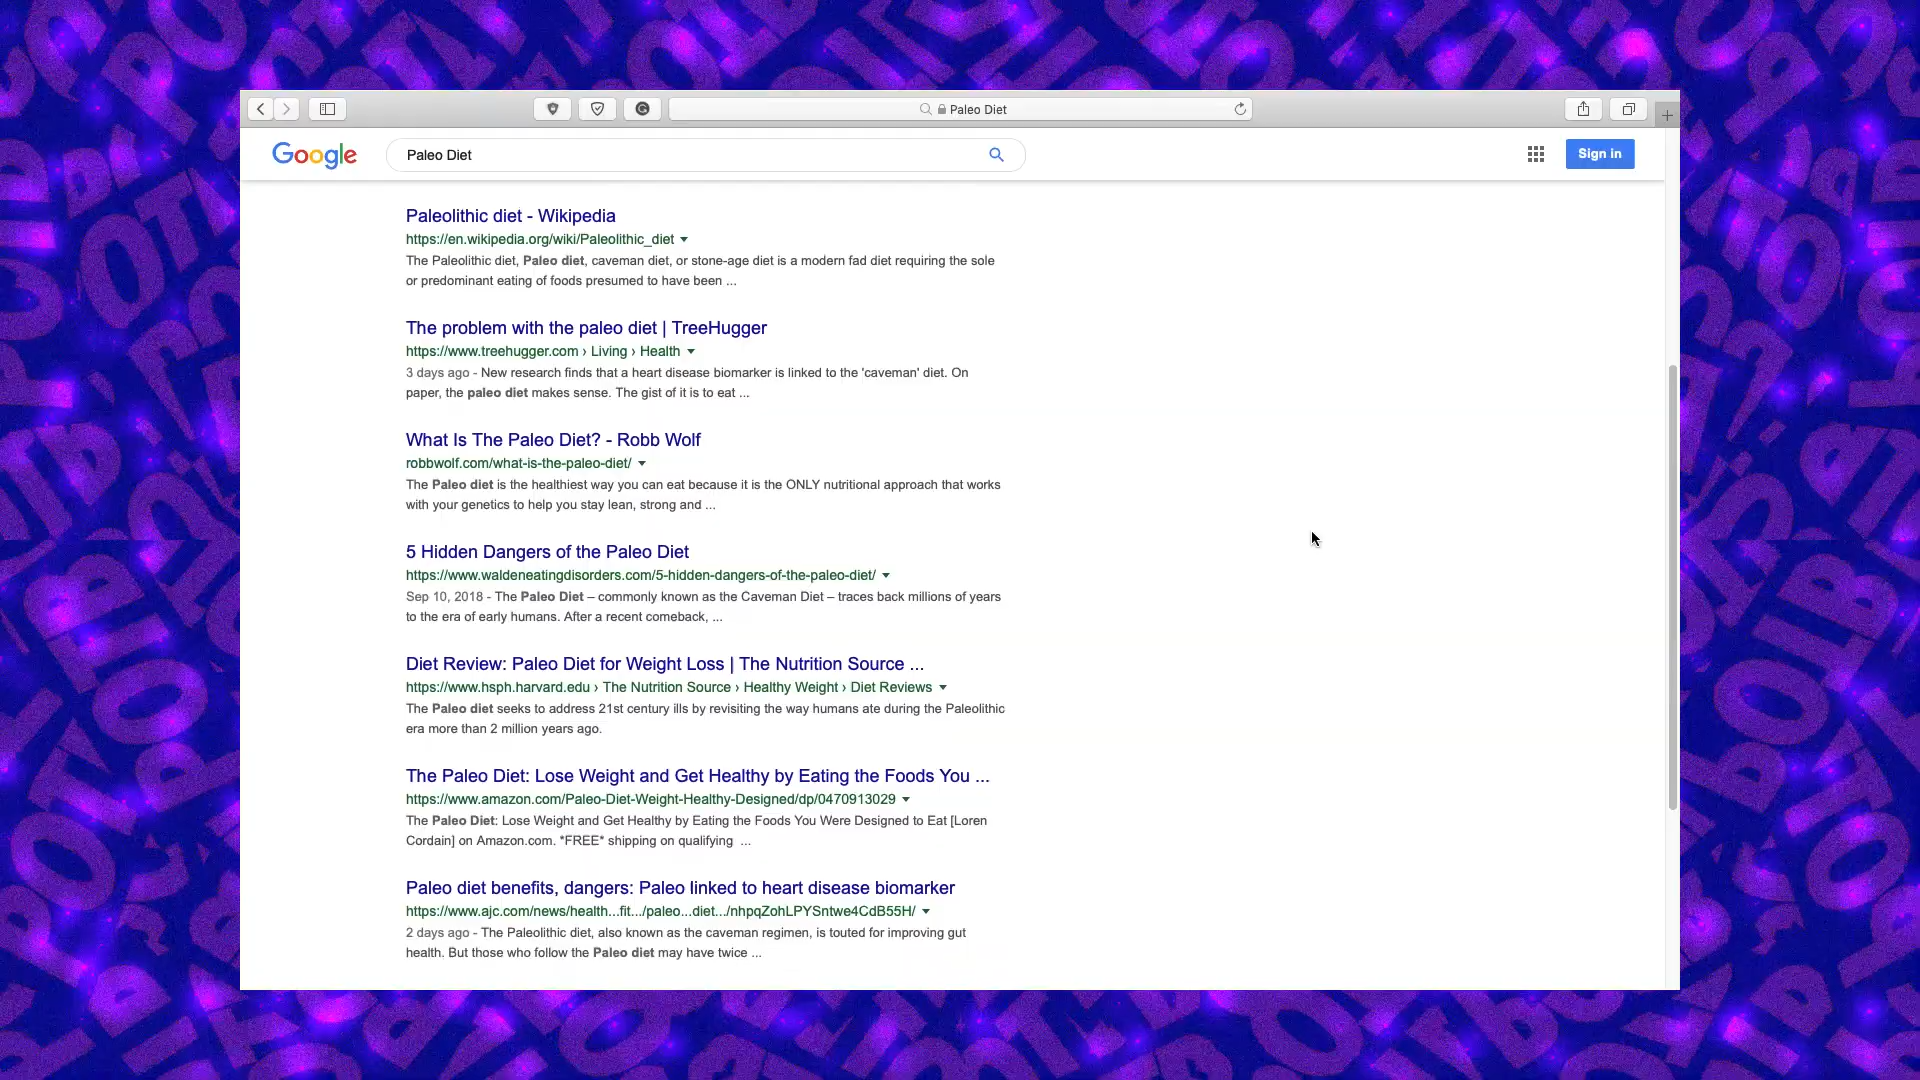 Paleo Diet
Google
Paleo Diet
Sign in
Paleolithic diet - Wikipedia
https://en.wikipedia.org/wiki/Paleolithic_diet
The Paleolithic diet, Paleo diet, caveman diet, or stone-age diet is a modern fad diet requiring the sole
or predominant eating of foods presumed to have been ...
The problem with the paleo diet | TreeHugger
https://www.treehugger.com › Living › Health
3 days ago - New research finds that a heart disease biomarker is linked to the 'caveman' diet. On
paper, the paleo diet makes sense. The gist of it is to eat ...
What Is The Paleo Diet? - Robb Wolf
robbwolf.com/what-is-the-paleo-diet/
The Paleo diet is the healthiest way you can eat because it is the ONLY nutritional approach that works
with your genetics to help you stay lean, strong and ...
5 Hidden Dangers of the Paleo Diet
https://www.waldeneatingdisorders.com/5-hidden-dangers-of-the-paleo-diet/
Sep 10, 2018 - The Paleo Diet – commonly known as the Caveman Diet – traces back millions of years
to the era of early humans. After a recent comeback, ...
Diet Review: Paleo Diet for Weight Loss | The Nutrition Source ...
https://www.hsph.harvard.edu › The Nutrition Source › Healthy Weight › Diet Reviews
The Paleo diet seeks to address 21st century ills by revisiting the way humans ate during the Paleolithic
era more than 2 million years ago.
The Paleo Diet: Lose Weight and Get Healthy by Eating the Foods You ...
https://www.amazon.com/Paleo-Diet-Weight-Healthy-Designed/dp/0470913029
The Paleo Diet: Lose Weight and Get Healthy by Eating the Foods You Were Designed to Eat [Loren
Cordain] on Amazon.com. *FREE* shipping on qualifying ...
Paleo diet benefits, dangers: Paleo linked to heart disease biomarker
https://www.ajc.com/news/health...fit.../paleo...diet.../nhpqZohLPYSntwe4CdB55H/
2 days ago - The Paleolithic diet, also known as the caveman regimen, is touted for improving gut
health. But those who follow the Paleo diet may have twice ...